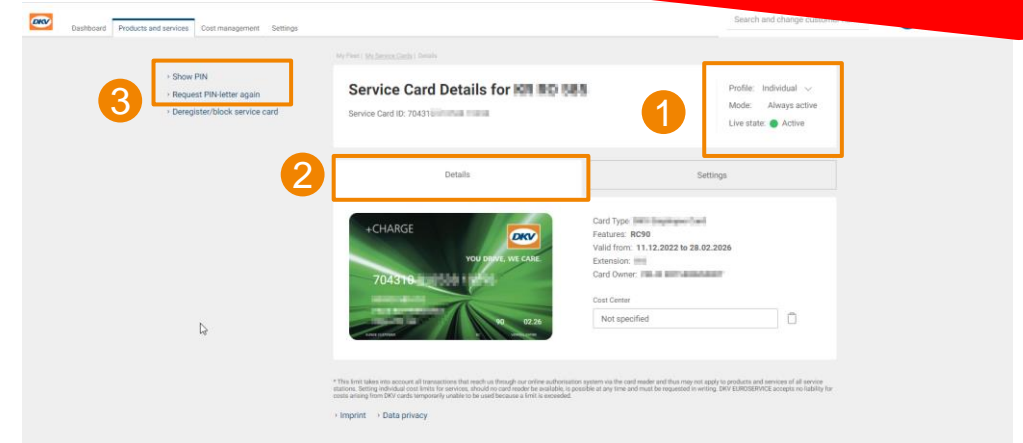 DKV
Dashboard Products and services Cost management Settings
Search and change
My Fleet | My Service Cards | Details
3
› Show PIN
› Request PIN-letter again
› Deregister/block service card
Service Card Details for
Service Card ID: 70431
1
Profile: Individual
Mode: Always active
Live state: Active
2
Details
Settings
+CHARGE
DKV
YOU DRIVE, WE CARE.
704310
90 02.26
Card Type:
Features: RC90
Valid from: 11.12.2022 to 28.02.2026
Extension:
Card Owner:
Cost Center
Not specified
* This limit takes into account all transactions that reach us through our online authorisation system via the card reader and thus may not apply to products and services of all service
stations. Setting individual cost limits for services, should no card reader be available, is possible at any time and must be requested in writing. DKV EUROSERVICE accepts no liability for
costs arising from DKV cards temporarily unable to be used because a limit is exceeded.
› Imprint › Data privacy